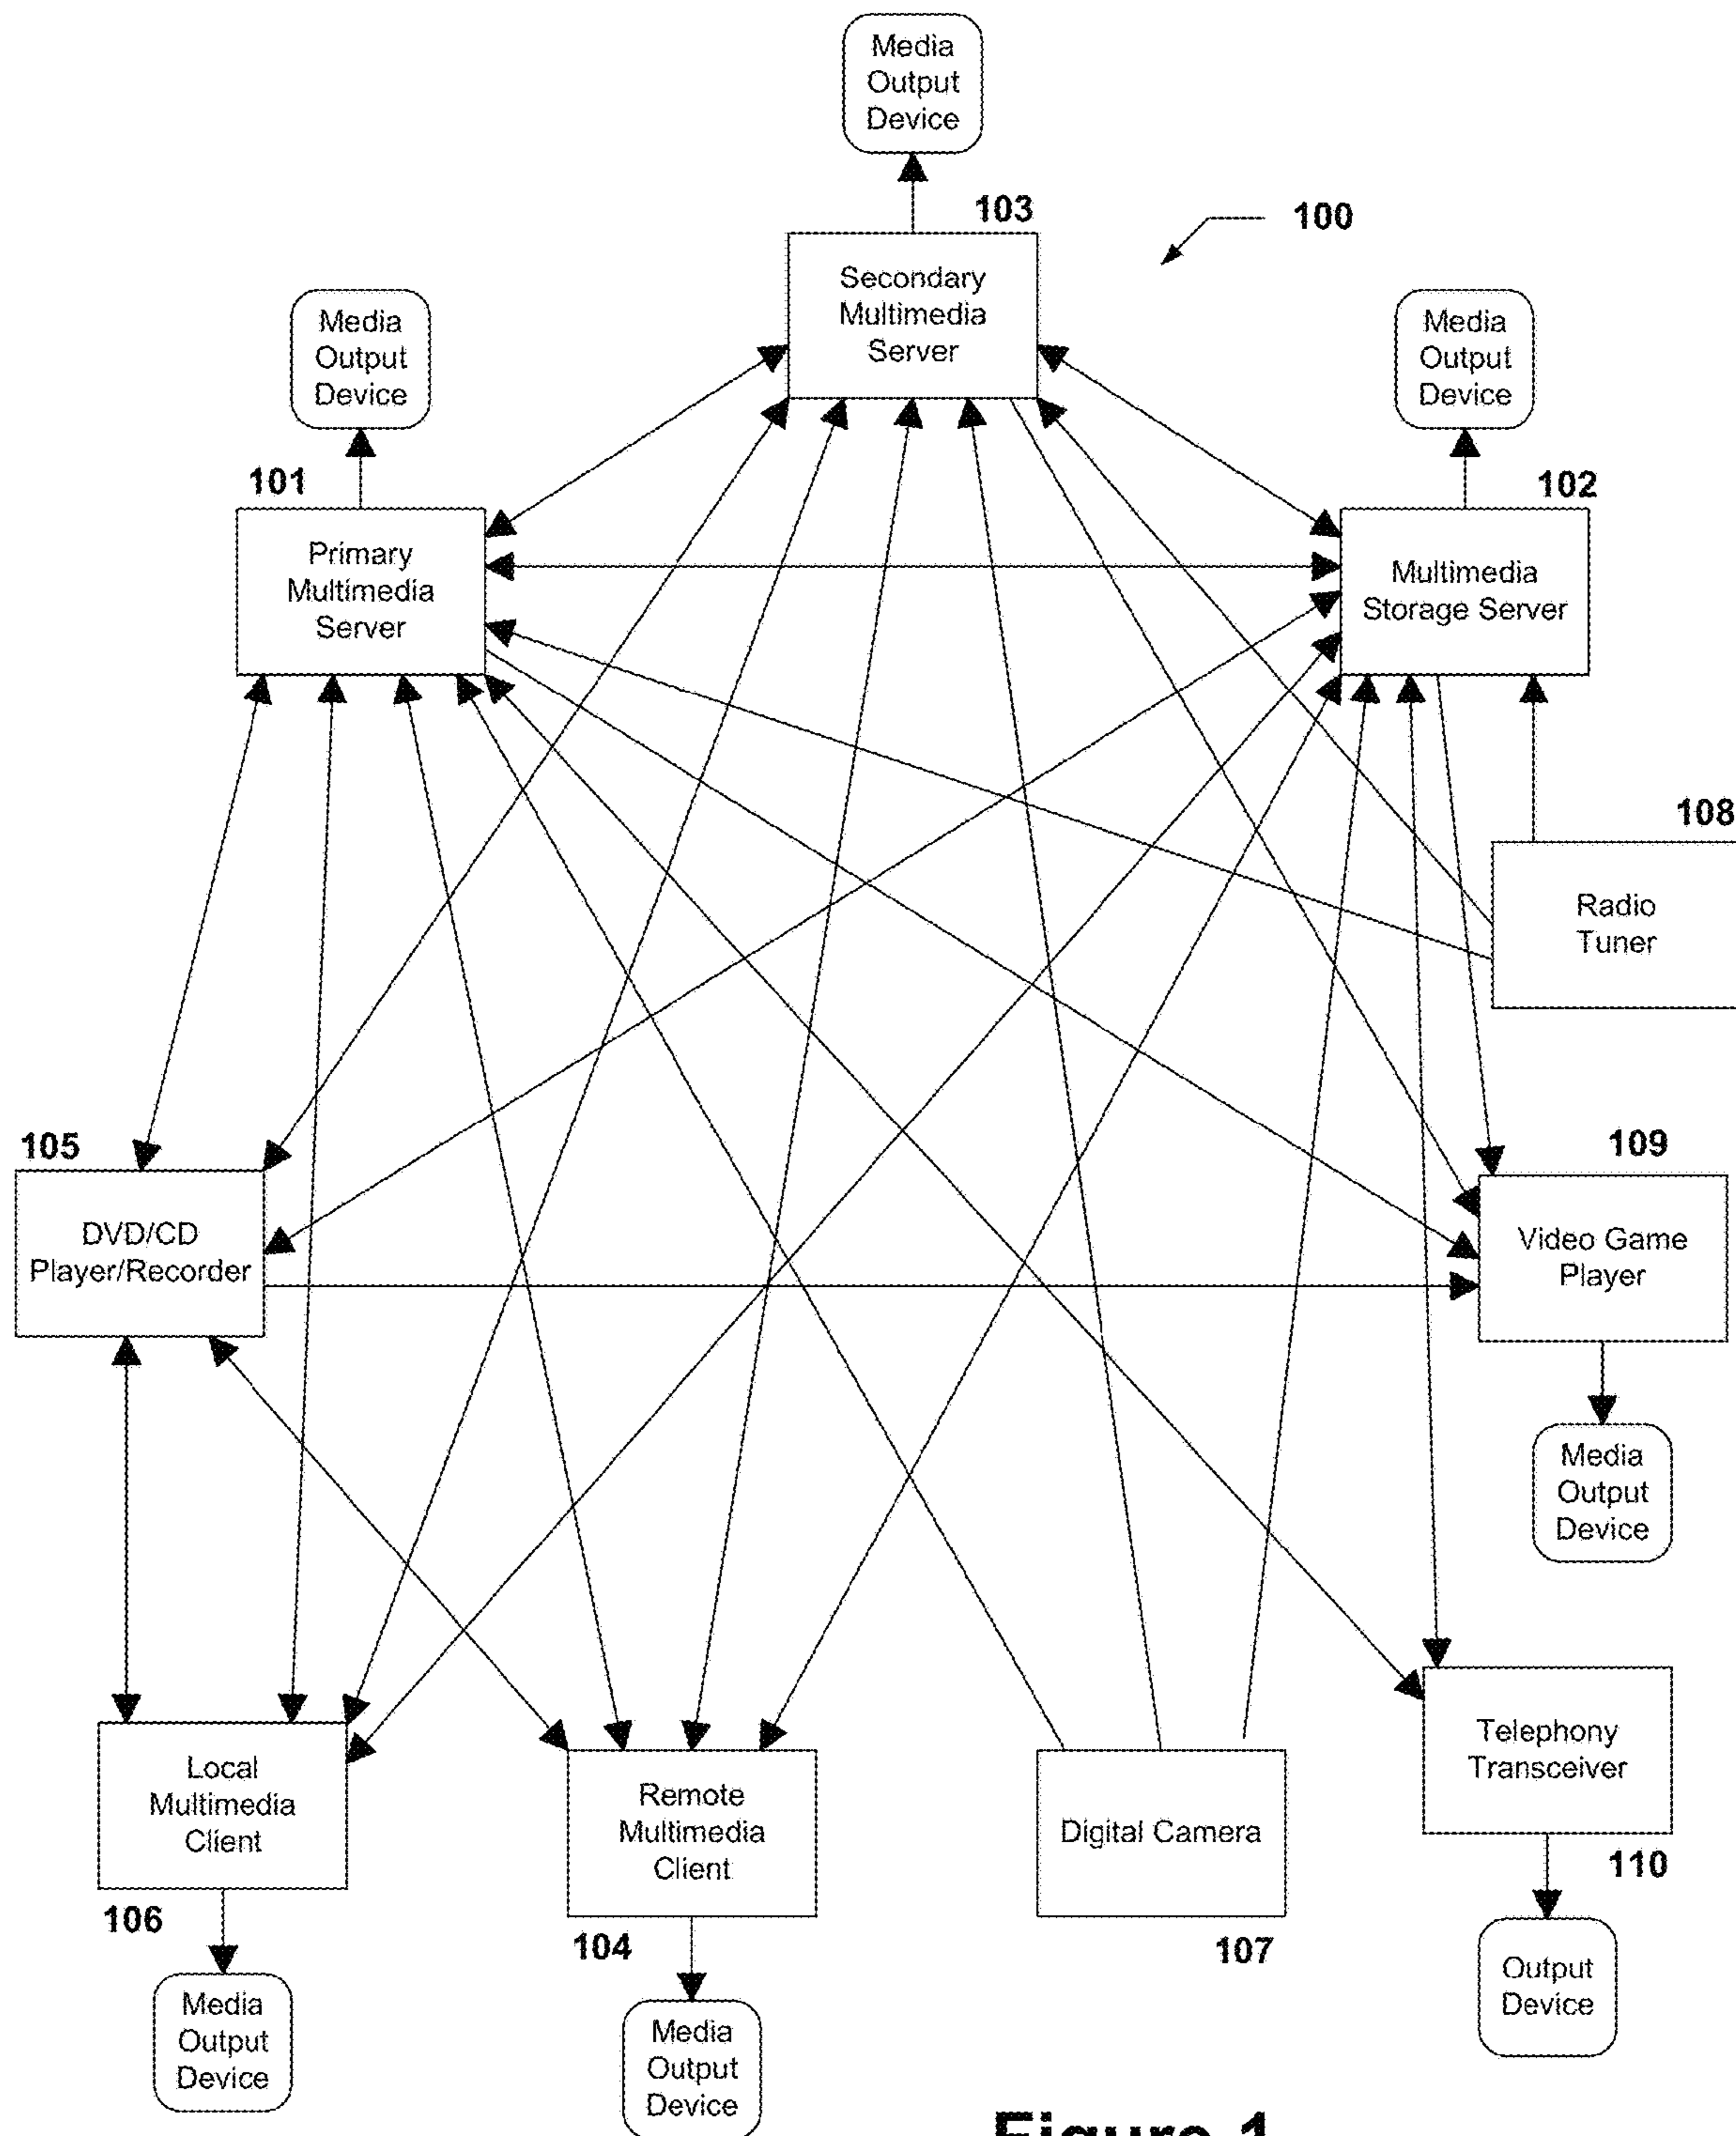 Media
Output
Device
103
100
Secondary
Multimedia
Server
Media
Output
Device
Media
Output
Device
101
102
Primary
Multimedia
Server
Multimedia
Storage Server
108
Radio
Tuner
105
109
DVD/CD
Player/Recorder
Video Game
Player
Media
Output
Device
Telephony
Transceiver
Local
Multimedia
Client
Remote
Multimedia
Client
Digital Camera
110
106
104
107
Output
Device
Media
Output
Device
Media
Output
Device
Figure 1